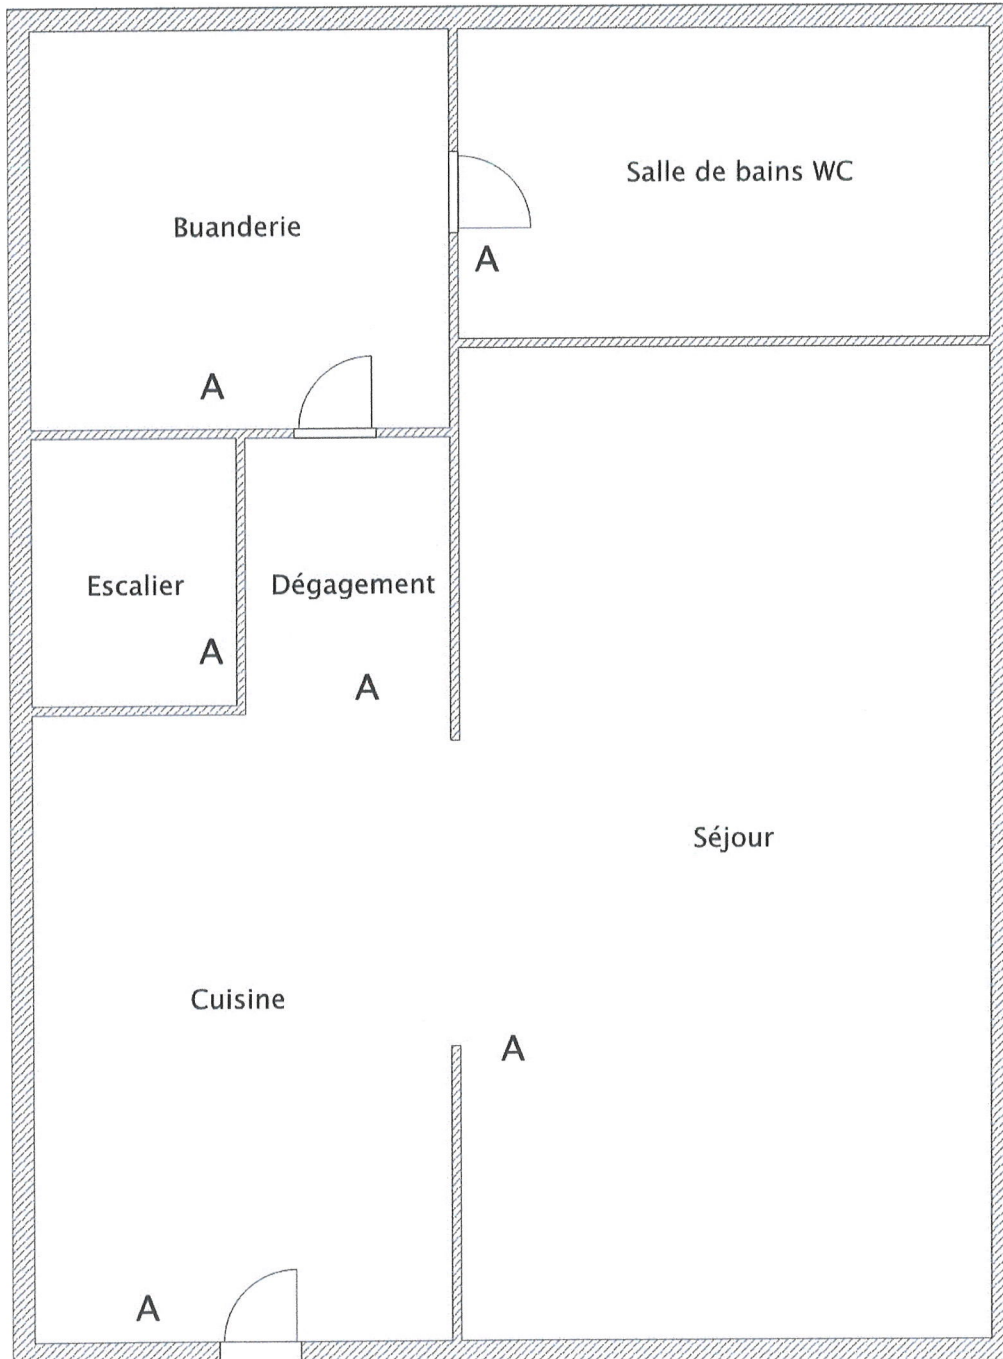 Salle de bains WC
Buanderie
A
A
Escalier
Dégagement
A
A
Séjour
Cuisine
A
A